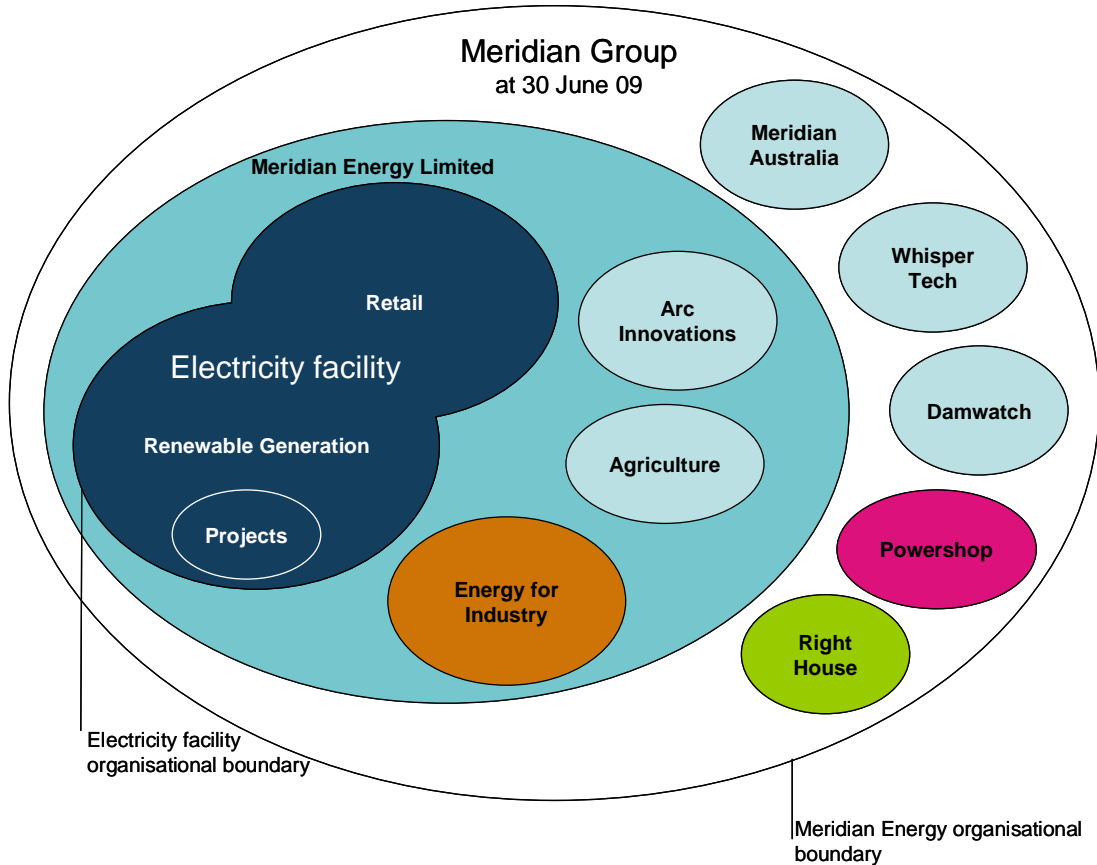 Meridian Group
at 30 June 09
Meridian
Australia
Meridian Energy Limited
Whisper
Tech
Retail
Arc
Innovations
Electricity facility
Damwatch
Renewable Generation
Agriculture
Projects
Powershop
Energy for
Industry
Right
House
Electricity facility
organisational boundary
Meridian Energy organisational
boundary